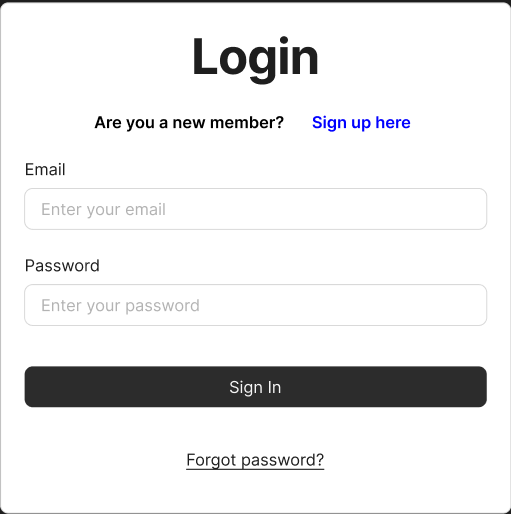 Login
Are you a new member? Sign up here
Email
Enter your email
Password
Enter your password
Sign In
Forgot password?